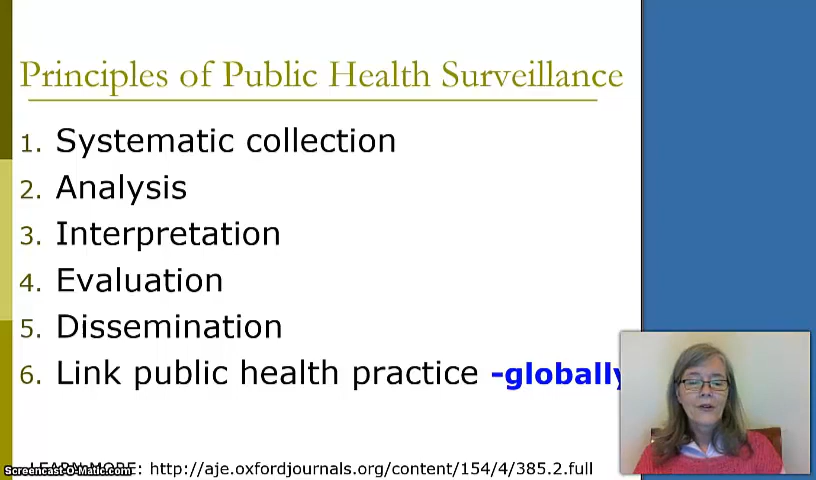 Principles of Public Health Surveillance
1. Systematic collection
2. Analysis
3. Interpretation
4. Evaluation
5. Dissemination
6. Link public health practice -globally
LEARN MORE: http://aje.oxfordjournals.org/content/154/4/385.2.full
Screencast-O-Matic.com